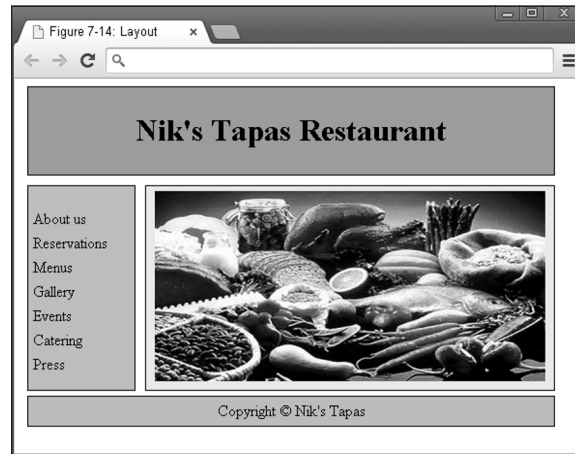 Figure 7-14: Layout
Nik's Tapas Restaurant
About us
Reservations
Menus
Gallery
Events
Catering
Press
Copyright © Nik's Tapas